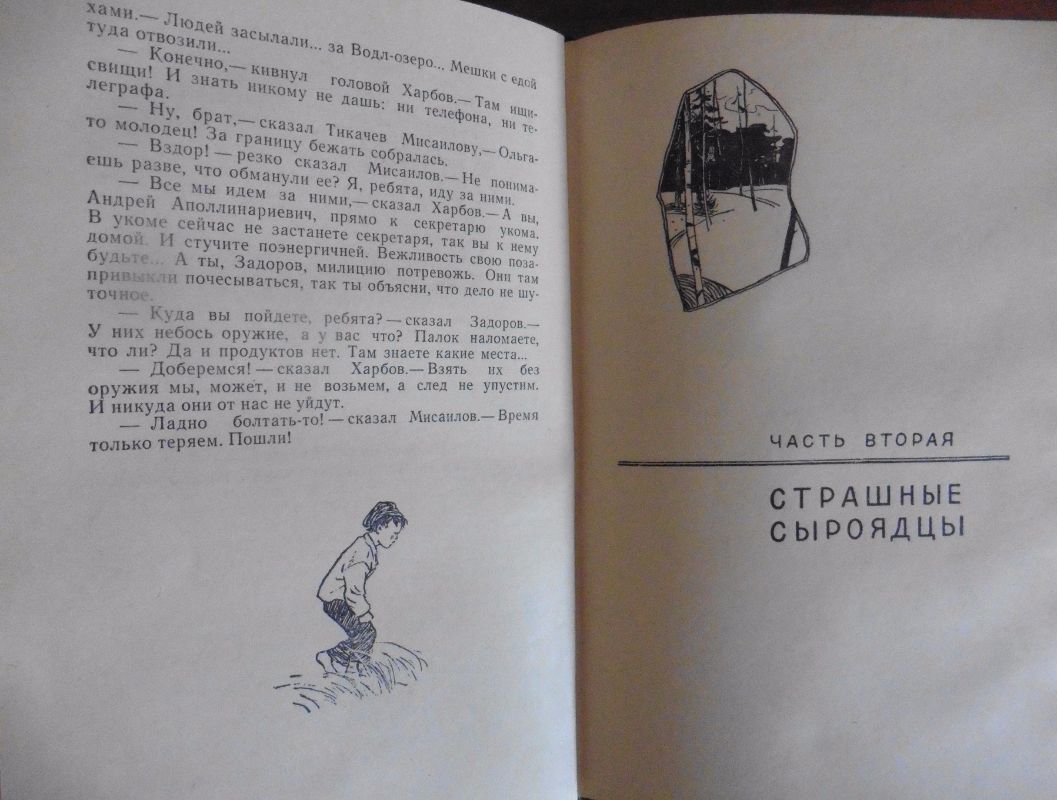 хами.— Людей засылали... за Водл-озеро... Мешки с едой
туда отвозили...
— Конечно,— кивнул головой Харбов.— Там ищи-
свищи! И знать никому не дашь: ни телефона, ни те-
леграфа.
— Ну, брат,— сказал Тикачев Мисаилову,— Ольга-
то молодец! За границу бежать собралась.
— Вздор! — резко сказал Мисаилов.— Не понима-
ешь разве, что обманули ее? Я, ребята, иду за ними.
— Все мы идем за ними,— сказал Харбов.— А вы,
Андрей Аполлинариевич, прямо к секретарю укома.
В укоме сейчас не застанете секретаря, так вы к нему
домой. И стучите поэнергичней. Вежливость свою поза-
будьте... А ты, Задоров, милицию потревожь. Они там
привыкли почесываться, так ты объясни, что дело не шу-
точное.
— Куда вы пойдете, ребята? — сказал Задоров.—
У них небось оружие, а у вас что? Палок наломаете,
что ли? Да и продуктов нет. Там знаете какие места...
— Доберемся! — сказал Харбов.— Взять их без
оружия мы, может, и не возьмем, а след не упустим.
И никуда они от нас не уйдут.
— Ладно болтать-то! — сказал Мисаилов.— Время
только теряем. Пошли!
ЧАСТЬ ВТОРАЯ
СТРАШНЫЕ
СЫРОЯДЦЫ